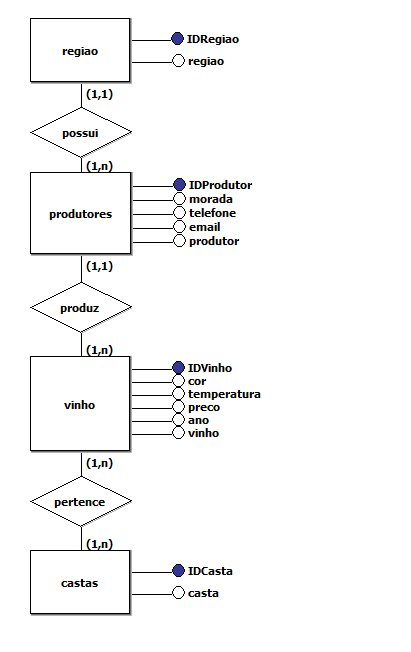 regiao
IDRegiao
regiao
(1,1)
possui
(1,n)
produtores
IDProdutor
morada
telefone
email
produtor
(1,1)
produz
(1,n)
vinho
IDVinho
cor
temperatura
preco
ano
vinho
(1,n)
pertence
(1,n)
castas
IDCasta
casta